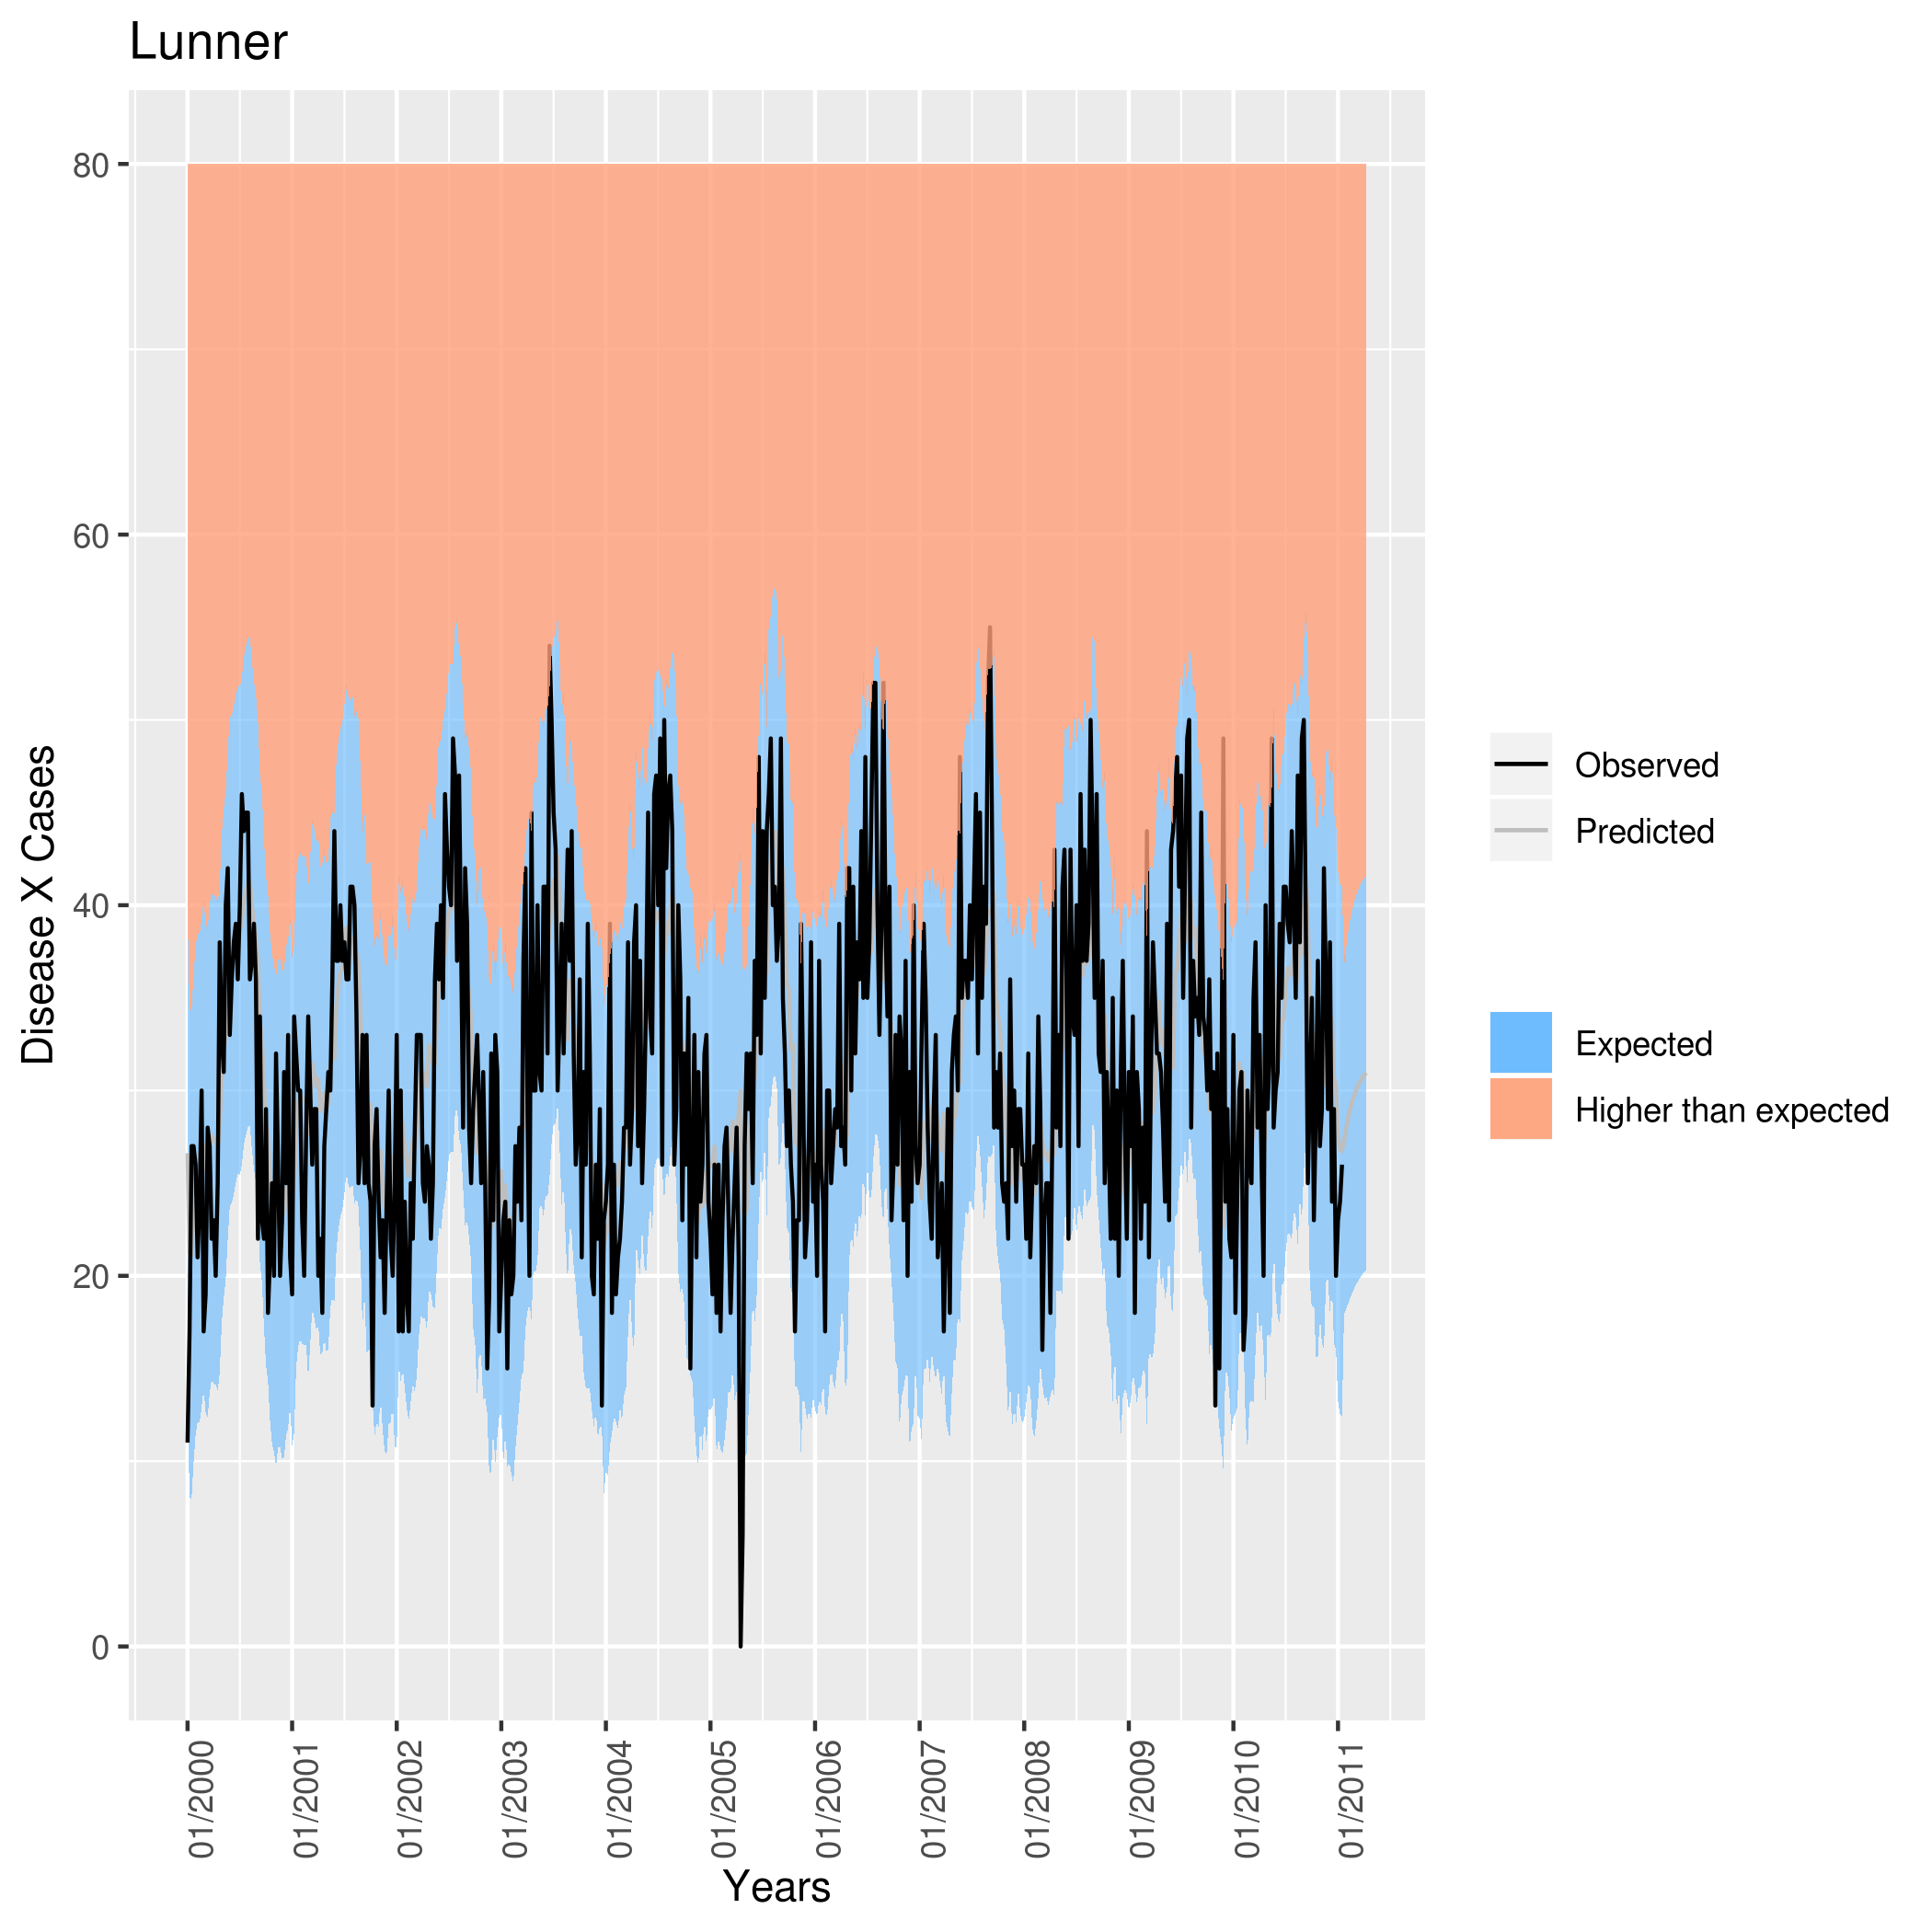 Lunner
Disease X Cases
80
60
40
20
0
01/2000
01/2001
01/2002
01/2003
01/2004
01/2005
01/2006
01/2007
01/2008
01/2009
01/2010
01/2011
Years
Observed
Predicted
Expected
Higher than expected